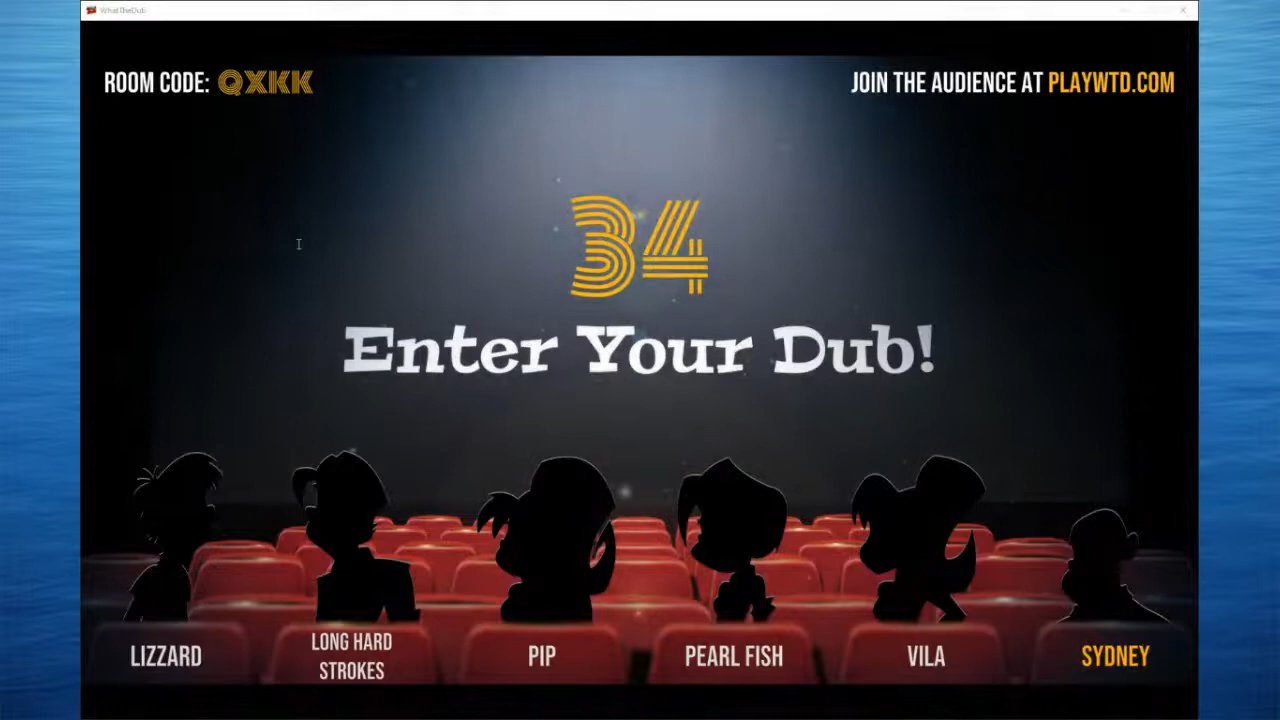 WhatTheDub
ROOM CODE: QXKK
JOIN THE AUDIENCE AT PLAYWTD.COM
34
Enter Your Dub!
LIZZARD
LONG HARD
STROKES
PIP
PEARL FISH
VILA
SYDNEY